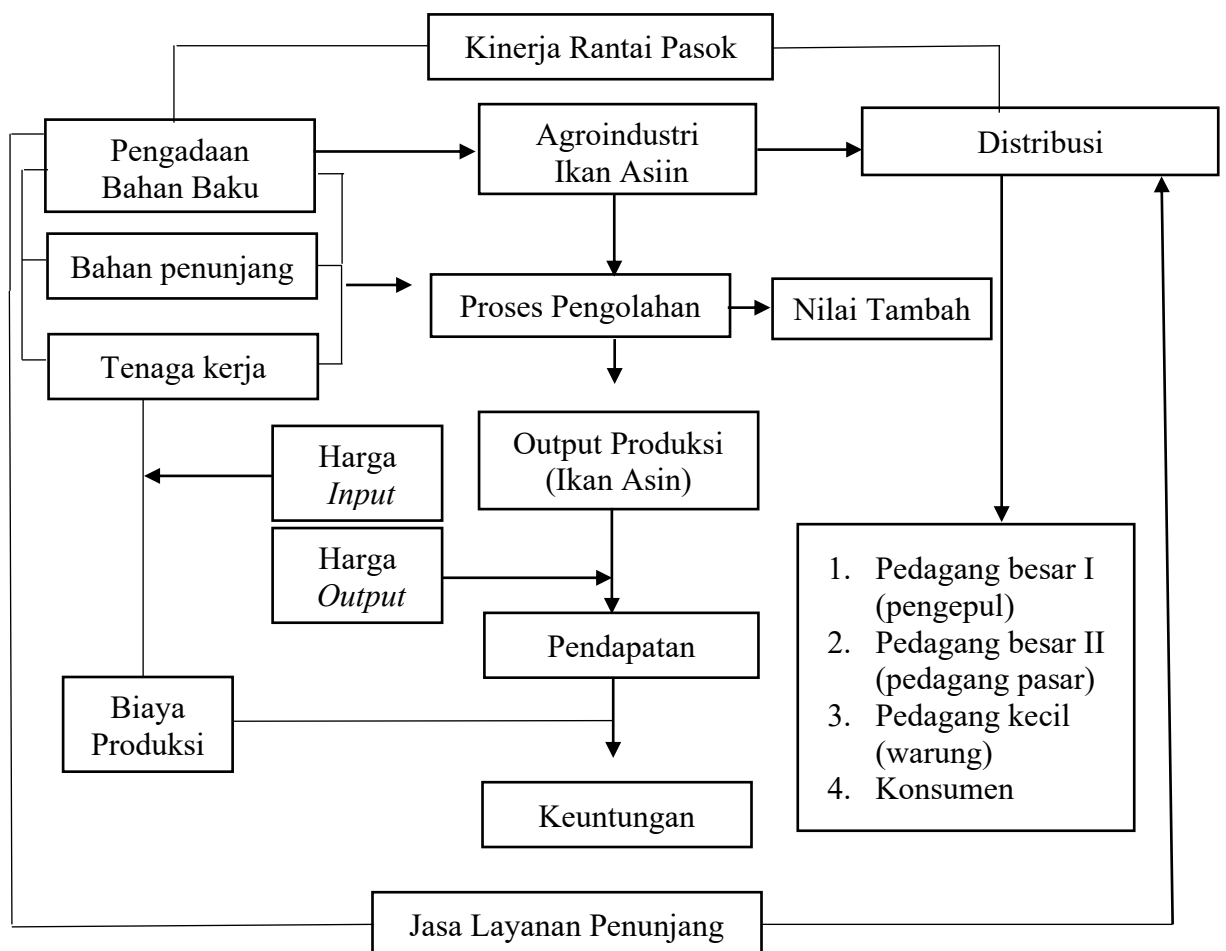 Kinerja Rantai Pasok
Pengadaan
Bahan Baku
Agroindustri
Ikan Asiin
Distribusi
Bahan penunjang
Proses Pengolahan
Nilai Tambah
Tenaga kerja
Harga
Input
Output Produksi
(Ikan Asin)
Harga
Output
1. Pedagang besar I
(pengepul)
2. Pedagang besar II
(pedagang pasar)
3. Pedagang kecil
(warung)
4. Konsumen
Pendapatan
Biaya
Produksi
Keuntungan
Jasa Layanan Penunjang